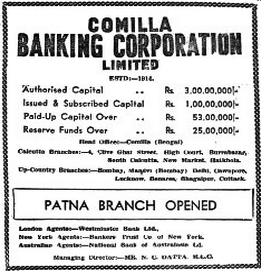 COMILLA
BANKING CORPORATION
LIMITED
ESTD:—1914.
Authorised Capital .. Rs. 3,00,00,000/-
Issued & Subscribed Capital .. Rs. 1,00,00,000/-
Paid-Up Capital Over .. Rs. 53,00,000/-
Reserve Funds Over .. Rs. 25,00,000/-
Head Office:—Comilla (Bengal)
Calcutta Branches:—4, Clive Ghat Street, High Court, Burrabazar,
South Calcutta, New Market, Hatkhola.
Up-Country Branches:—Bombay, Mandvi (Bombay) Delhi, Cawnpore,
Lucknow, Benares, Bhagalpur, Cuttack.
PATNA BRANCH OPENED
London Agents:—Westminster Bank Ltd.,
New York Agents:—Bankers Trust Co. of New York.
Australian Agents:—National Bank of Australasia Ld.
Managing Director:—MR. N. C. DATTA, M.L.C.